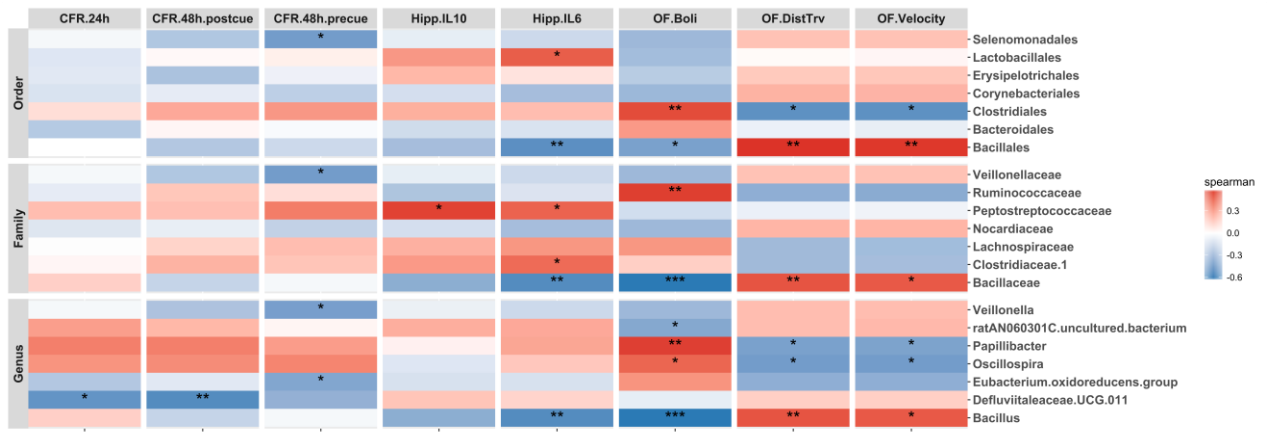 CFR.24h CFR.48h.postcue CFR.48h.precue Hipp.IL10 Hipp.IL6 OF.Boli OF.DistTrv OF.Velocity
Order
* Selenomonadales
* Lactobacillales
Erysipelotrichales
Corynebacteriales
** * * Clostridiales
Bacteroidales
** * ** ** Bacillales
Family
* Veillonellaceae
** Ruminococcaceae
* * Peptostreptococcaceae
Nocardiaceae
Lachnospiraceae
* Clostridiaceae.1
** *** ** * Bacillaceae
Genus
* Veillonella
* ratAN060301C.uncultured.bacterium
** * * Papillibacter
* * * Oscillospira
* Eubacterium.oxidoreducens.group
* ** Defluviitaleaceae.UCG.011
** *** ** * Bacillus
spearman
0.3
0.0
-0.3
-0.6